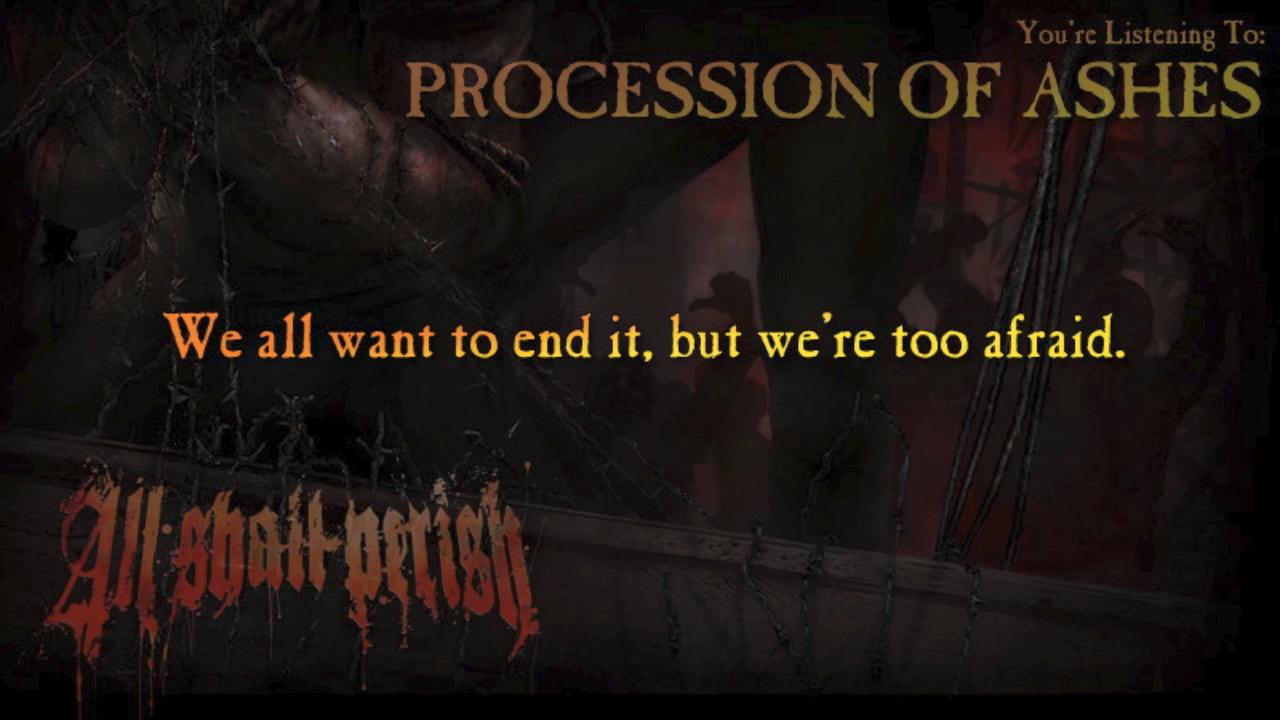 You're Listening To:
PROCESSION OF ASHES
We all want to end it, but we're too afraid.
All shall perish